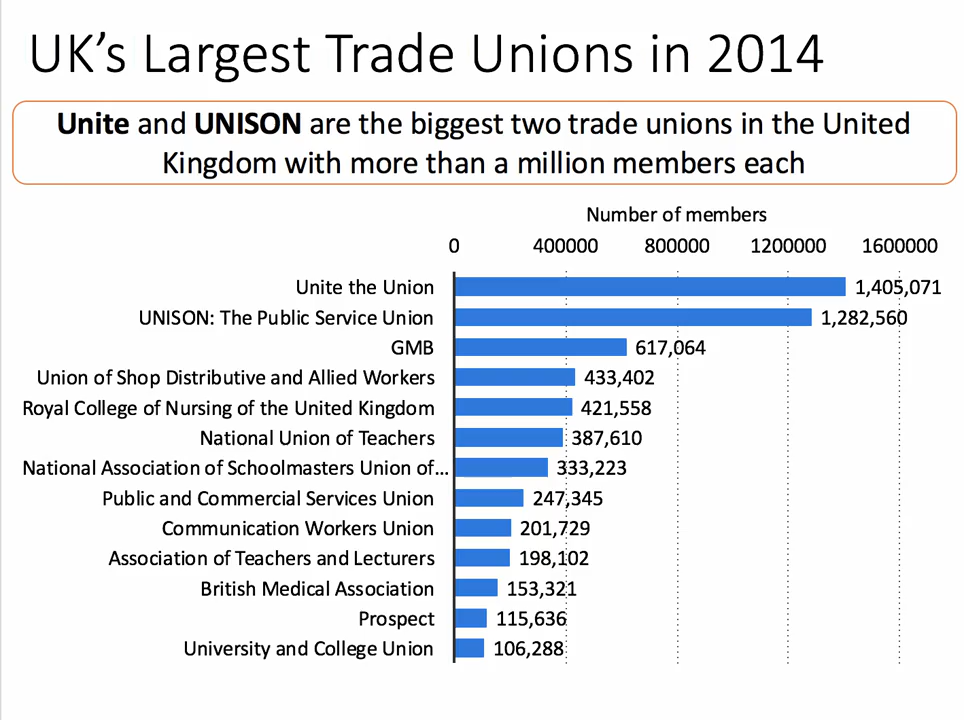 UK's Largest Trade Unions in 2014
Unite and UNISON are the biggest two trade unions in the United
Kingdom with more than a million members each
Number of members
0 400000 800000 1200000 1600000
Unite the Union 1,405,071
UNISON: The Public Service Union 1,282,560
GMB 617,064
Union of Shop Distributive and Allied Workers 433,402
Royal College of Nursing of the United Kingdom 421,558
National Union of Teachers 387,610
National Association of Schoolmasters Union of... 333,223
Public and Commercial Services Union 247,345
Communication Workers Union 201,729
Association of Teachers and Lecturers 198,102
British Medical Association 153,321
Prospect 115,636
University and College Union 106,288